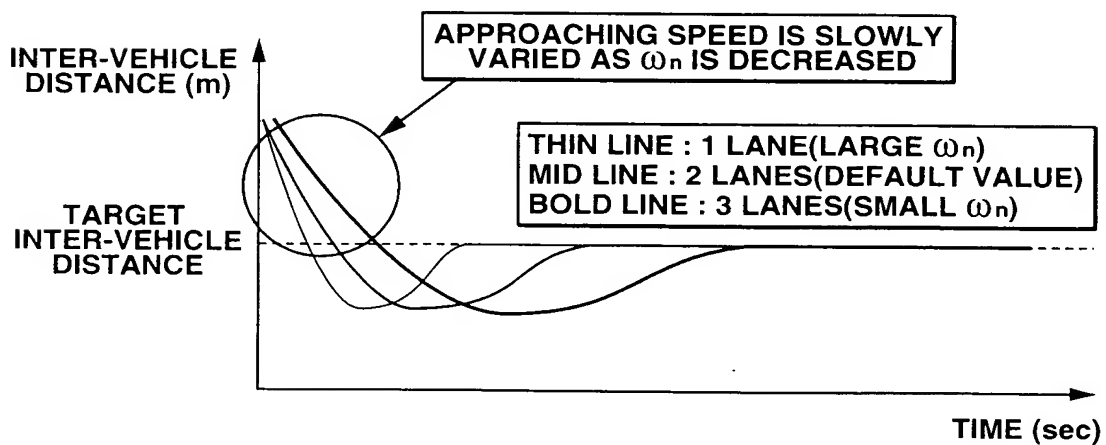 INTER-VEHICLE
DISTANCE (m)
APPROACHING SPEED IS SLOWLY
VARIED AS ωn IS DECREASED
THIN LINE : 1 LANE(LARGE ωn)
MID LINE : 2 LANES(DEFAULT VALUE)
BOLD LINE : 3 LANES(SMALL ωn)
TARGET
INTER-VEHICLE
DISTANCE
TIME (sec)